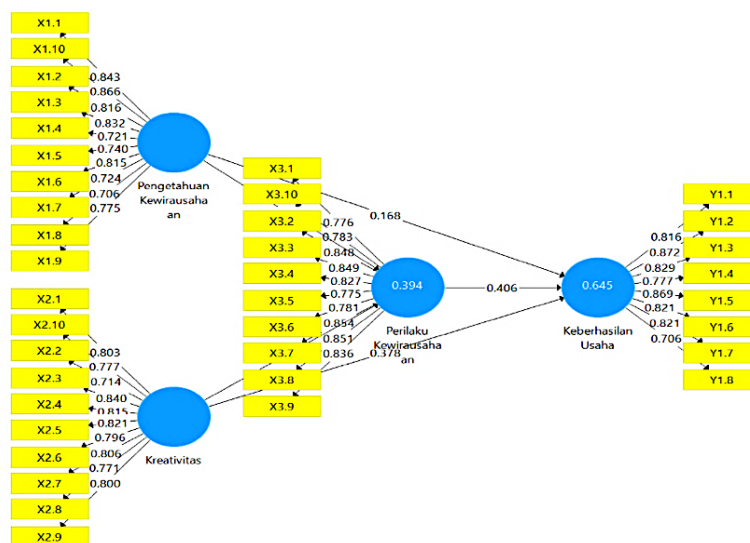 X1.1
X1.10
X1.2
X1.3
X1.4
X1.5
X1.6
X1.7
X1.8
X1.9
0.843
0.866
0.816
0.832
0.721
0.740
0.815
0.724
0.706
0.775
Pengetahuan
Kewirausaha
an
X2.1
X2.10
X2.2
X2.3
X2.4
X2.5
X2.6
X2.7
X2.8
X2.9
0.803
0.777
0.714
0.840
0.815
0.821
0.796
0.806
0.771
0.800
Kreativitas
X3.1
X3.10
X3.2
X3.3
X3.4
X3.5
X3.6
X3.7
X3.8
X3.9
0.776
0.783
0.848
0.849
0.827
0.775
0.781
0.854
0.851
0.836
0.394
Perilaku
Kewirausaha
an
0.168
0.406
0.378
0.645
Keberhasilan
Usaha
0.816
0.872
0.829
0.777
0.869
0.821
0.821
0.706
Y1.1
Y1.2
Y1.3
Y1.4
Y1.5
Y1.6
Y1.7
Y1.8